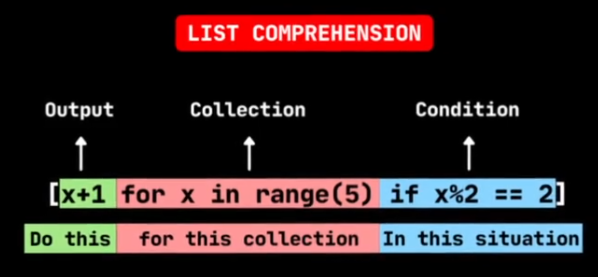 LIST COMPREHENSION
Output Collection Condition
[x+1 for x in range(5) if x%2 == 2]
Do this for this collection In this situation